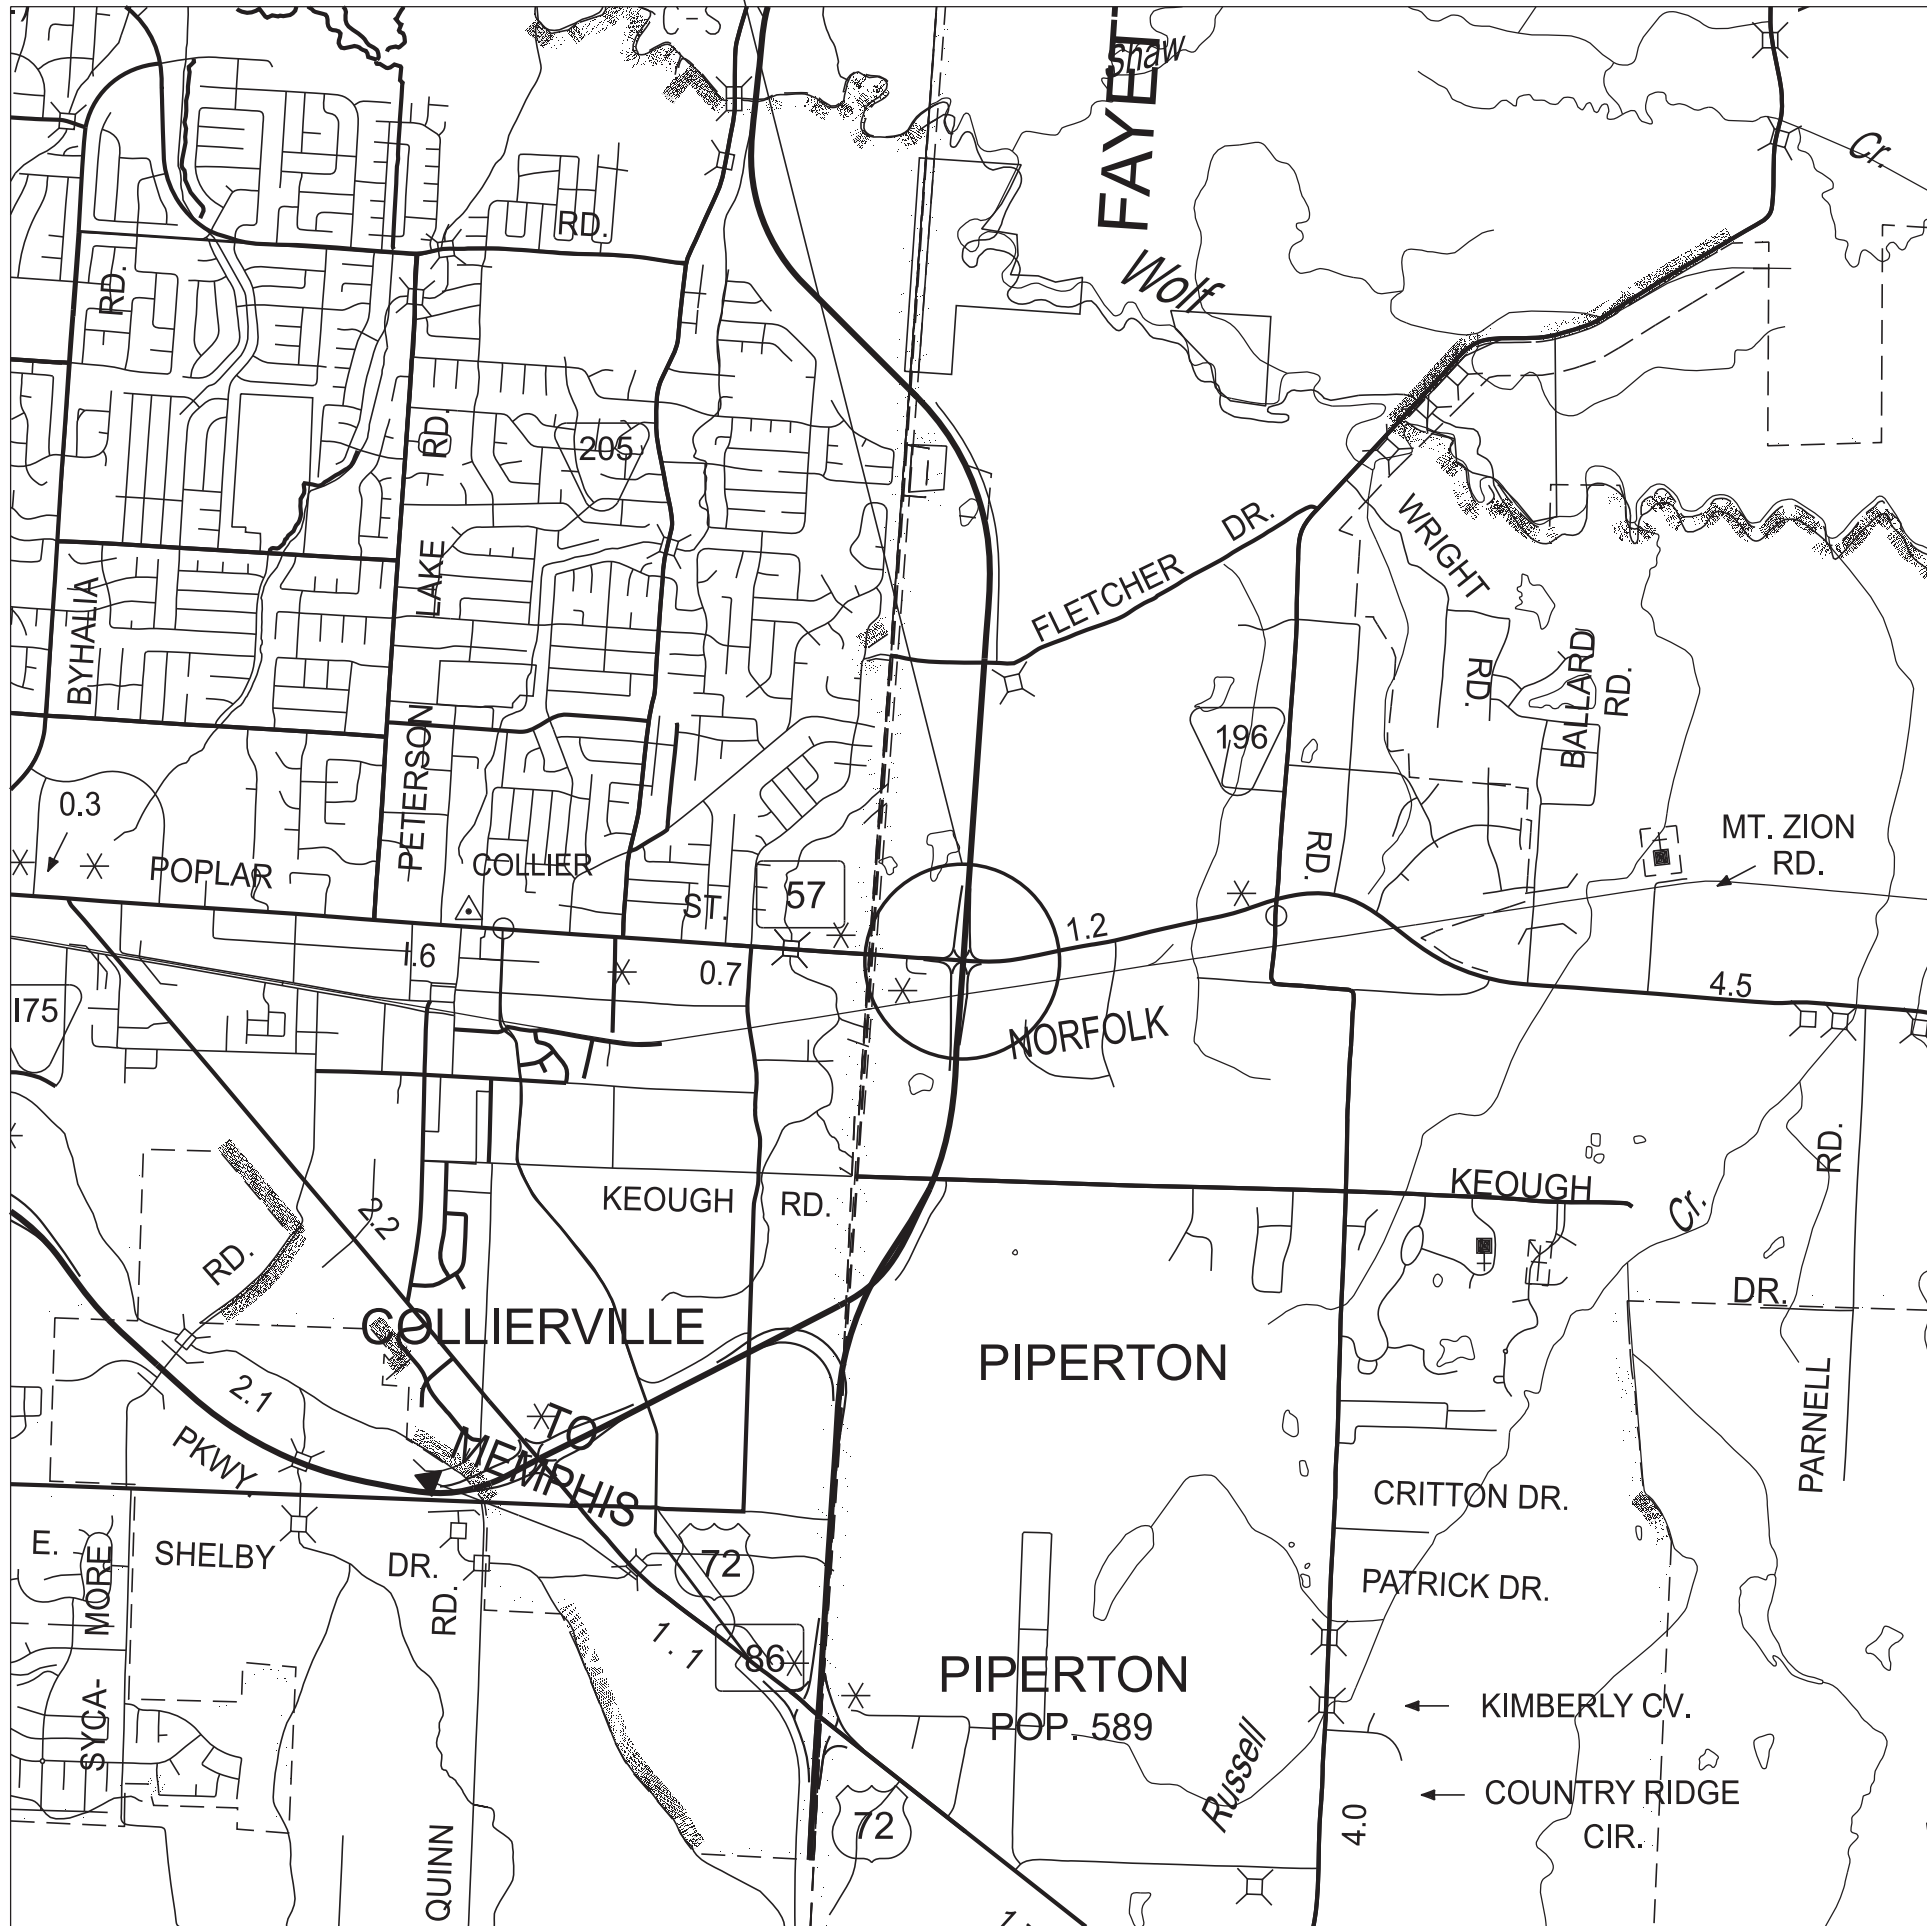 C-S
Shaw
FAYET
Cr.
RD.
Wolf
RD.
RD.
205
DR.
WRIGHT
FLETCHER
LAKE
BYHALIA
RD.
BALLARD
RD.
PETERSON
196
0.3
POPLAR
COLLIER
ST.
57
RD.
MT. ZION
RD.
1.2
1.6
0.7
4.5
175
NORFOLK
RD.
KEOUGH RD.
KEOUGH
Cr.
2.2
RD.
DR.
COLLIERVILLE
PIPERTON
2.1
PKWY.
TO
MEMPHIS
PARNELL
CRITTON DR.
E. SHELBY DR.
72
PATRICK DR.
SYCA-
MORE
RD.
1.1
86
PIPERTON
POP. 589
KIMBERLY CV.
Russell
COUNTRY RIDGE
CIR.
72
4.0
QUINN